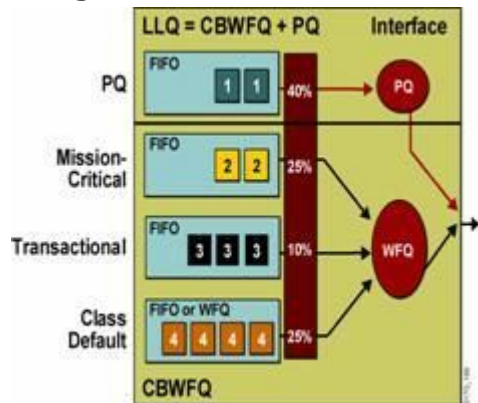 LLQ = CBWFQ + PQ Interface
FIFO
PQ
1 1
40%
PQ
FIFO
Mission-
Critical
2 2
25%
FIFO
Transactional
3 3 3
10%
WFQ
FIFO or WFQ
Class
Default
4 4 4 4
25%
CBWFQ